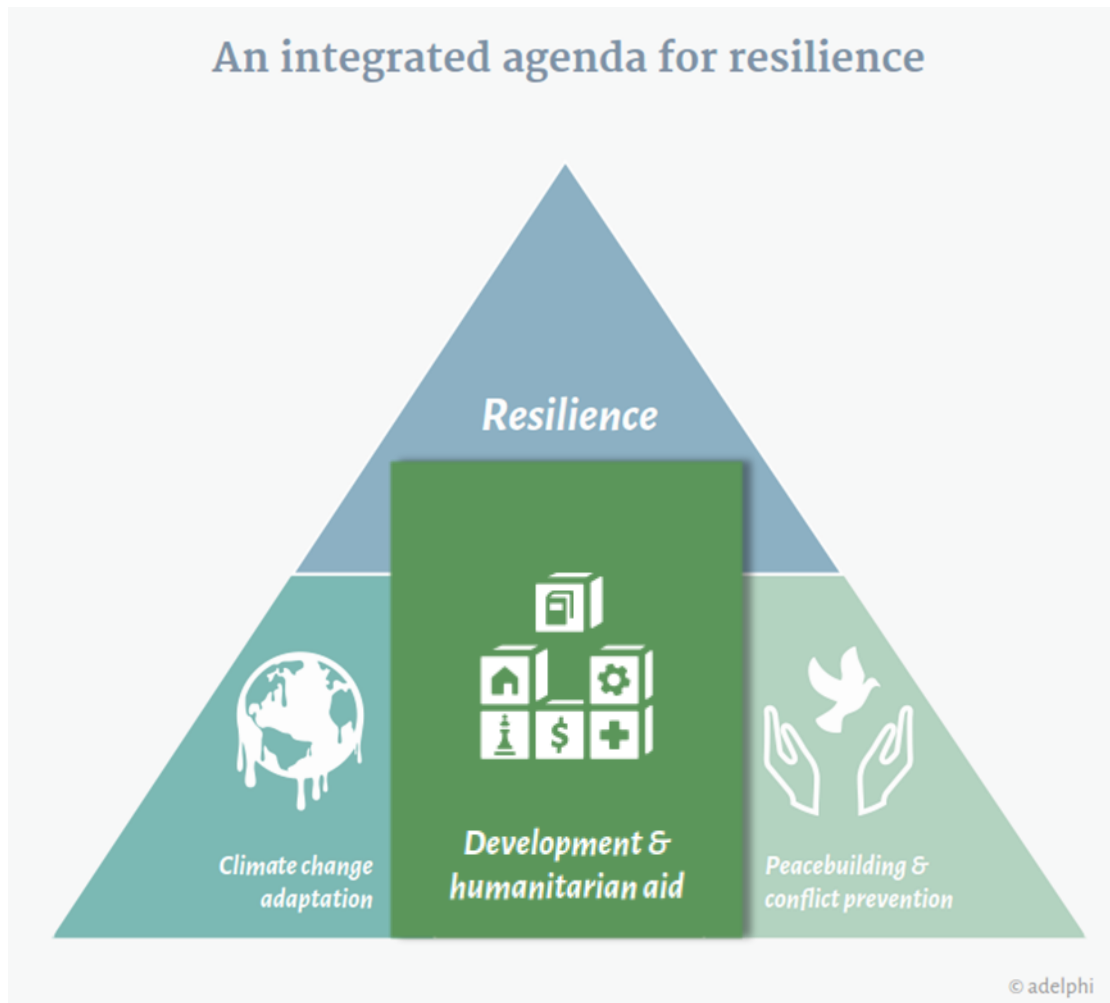 An integrated agenda for resilience
Resilience
$
Development &
humanitarian aid
Climate change
adaptation
Peacebuilding &
conflict prevention
© adelphi